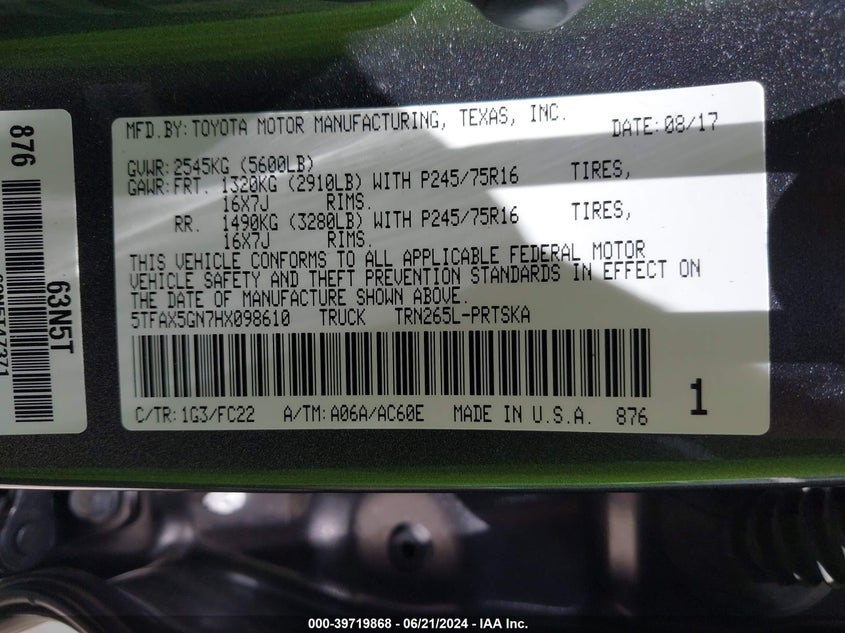 MFD.BY:TOYOTA MOTOR MANUFACTURING, TEXAS, INC. DATE:08/17
GVWR:2545KG (5600LB)
GAWR:FRT. 1320KG (2910LB) WITH P245/75R16 TIRES,
16X7J RIMS.
RR. 1490KG (3280LB) WITH P245/75R16 TIRES,
16X7J RIMS.
THIS VEHICLE CONFORMS TO ALL APPLICABLE FEDERAL MOTOR
VEHICLE SAFETY AND THEFT PREVENTION STANDARDS IN EFFECT ON
THE DATE OF MANUFACTURE SHOWN ABOVE.
5TFAX5GN7HX098610 TRUCK TRN265L-PRTSKA
C/TR:1G3/FC22 A/TM:A06A/AC60E MADE IN U.S.A. 876
1
876
63N5T
000-39719868 - 06/21/2024 - IAA Inc.